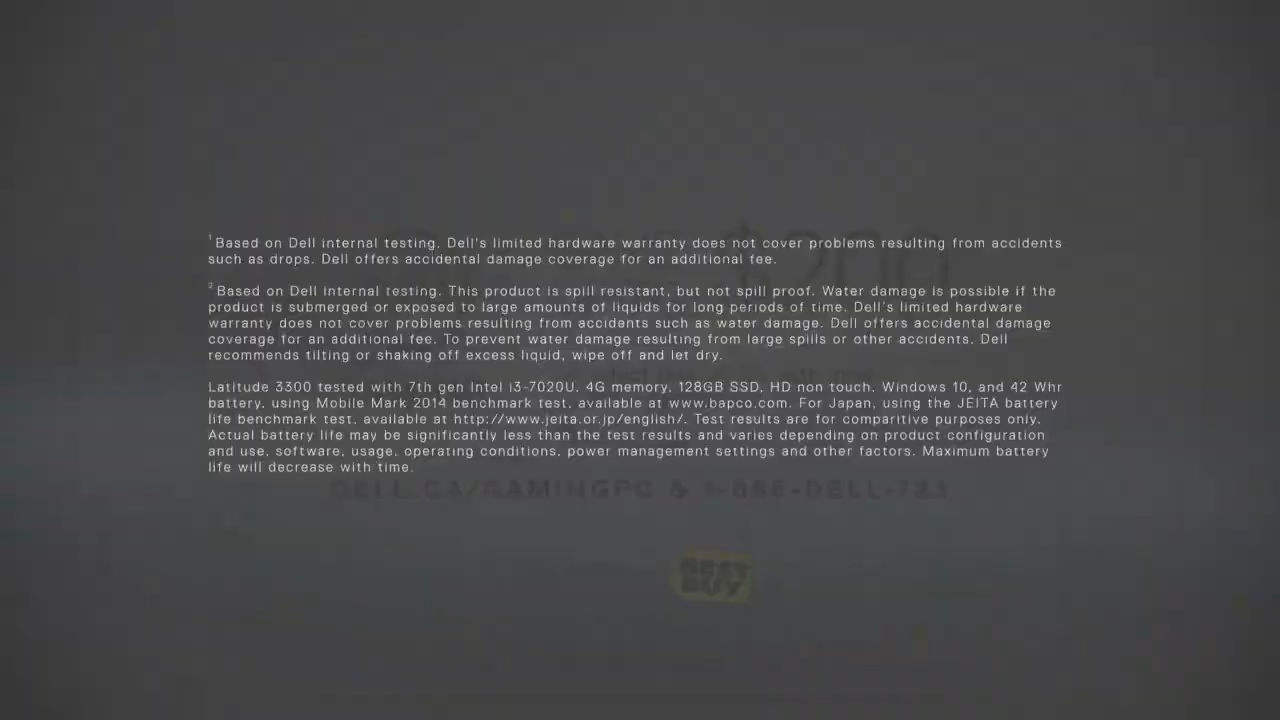 ¹Based on Dell internal testing. Dell's limited hardware warranty does not cover problems resulting from accidents
such as drops. Dell offers accidental damage coverage for an additional fee.
²Based on Dell internal testing. This product is spill resistant, but not spill proof. Water damage is possible if the
product is submerged or exposed to large amounts of liquids for long periods of time. Dell's limited hardware
warranty does not cover problems resulting from accidents such as water damage. Dell offers accidental damage
coverage for an additional fee. To prevent water damage resulting from large spills or other accidents. Dell
recommends tilting or shaking off excess liquid, wipe off and let dry.
Latitude 3300 tested with 7th gen Intel i3-7020U, 4G memory, 128GB SSD, HD non touch, Windows 10, and 42 Whr
battery, using Mobile Mark 2014 benchmark test, available at www.bapco.com. For Japan, using the JEITA battery
life benchmark test, available at http://www.jeita.or.jp/english/. Test results are for comparitive purposes only.
Actual battery life may be significantly less than the test results and varies depending on product configuration
and use, software, usage, operating conditions, power management settings and other factors. Maximum battery
life will decrease with time.
$200
DELL.CA/GAMINGPC & 1-866-DELL-723
BEST
BUY